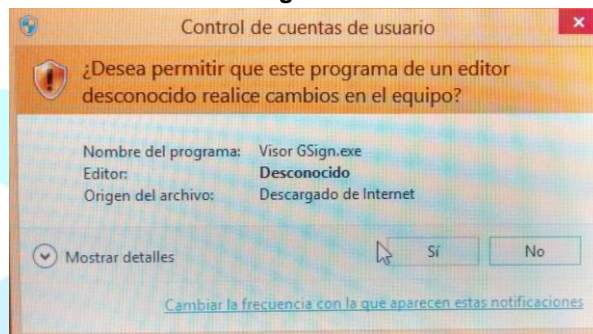 Control de cuentas de usuario
¿Desea permitir que este programa de un editor
desconocido realice cambios en el equipo?
Nombre del programa: Visor GSign.exe
Editor: Desconocido
Origen del archivo: Descargado de Internet
Mostrar detalles
Sí No
Cambiar la frecuencia con la que aparecen estas notificaciones